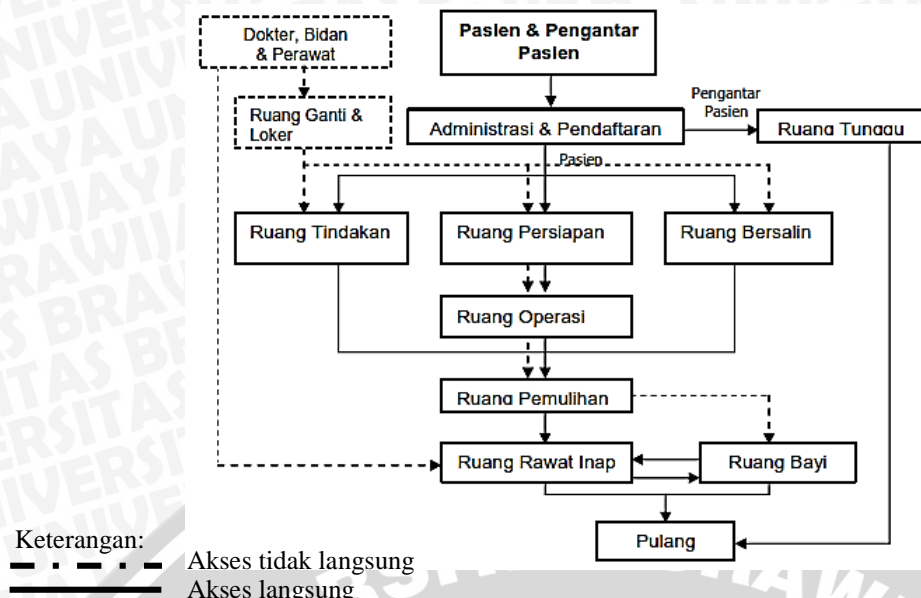 Dokter, Bidan
& Perawat
Pasien & Pengantar
Pasien
Ruang Ganti &
Loker
Administrasi & Pendaftaran
Pengantar
Pasien
Ruang Tunggu
Pasien
Ruang Tindakan
Ruang Persiapan
Ruang Bersalin
Ruang Operasi
Ruang Pemulihan
Ruang Rawat Inap
Ruang Bayi
Pulang
Keterangan:
Akses tidak langsung
Akses langsung